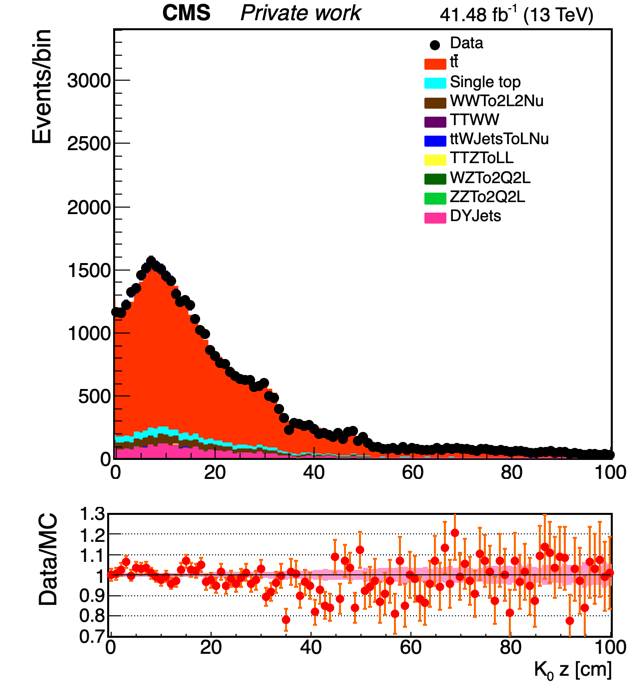 CMS Private work 41.48 fb⁻¹ (13 TeV)
Events/bin
3000
2500
2000
1500
1000
500
0
0 20 40 60 80 100
Data
tt̄
Single top
WWTo2L2Nu
TTWW
ttWJetsToLNu
TTZToLL
WZTo2Q2L
ZZTo2Q2L
DYJets
Data/MC
1.3
1.2
1.1
1
0.9
0.8
0.7
0 20 40 60 80 100
K₀ z [cm]